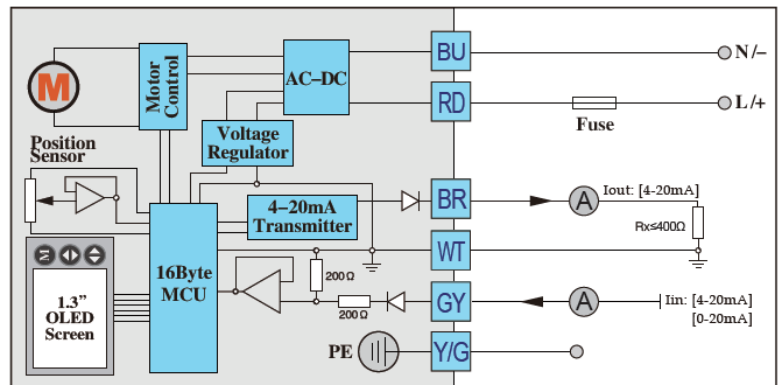 M
Motor
Control
AC-DC
BU
N/-
RD
L/+
Fuse
Voltage
Regulator
Position
Sensor
4-20mA
Transmitter
BR
A
Iout: [4-20mA]
Rx≤400Ω
WT
16Byte
MCU
200Ω
200Ω
GY
A
Iin: [4-20mA]
[0-20mA]
M
1.3”
OLED
Screen
PE
Y/G